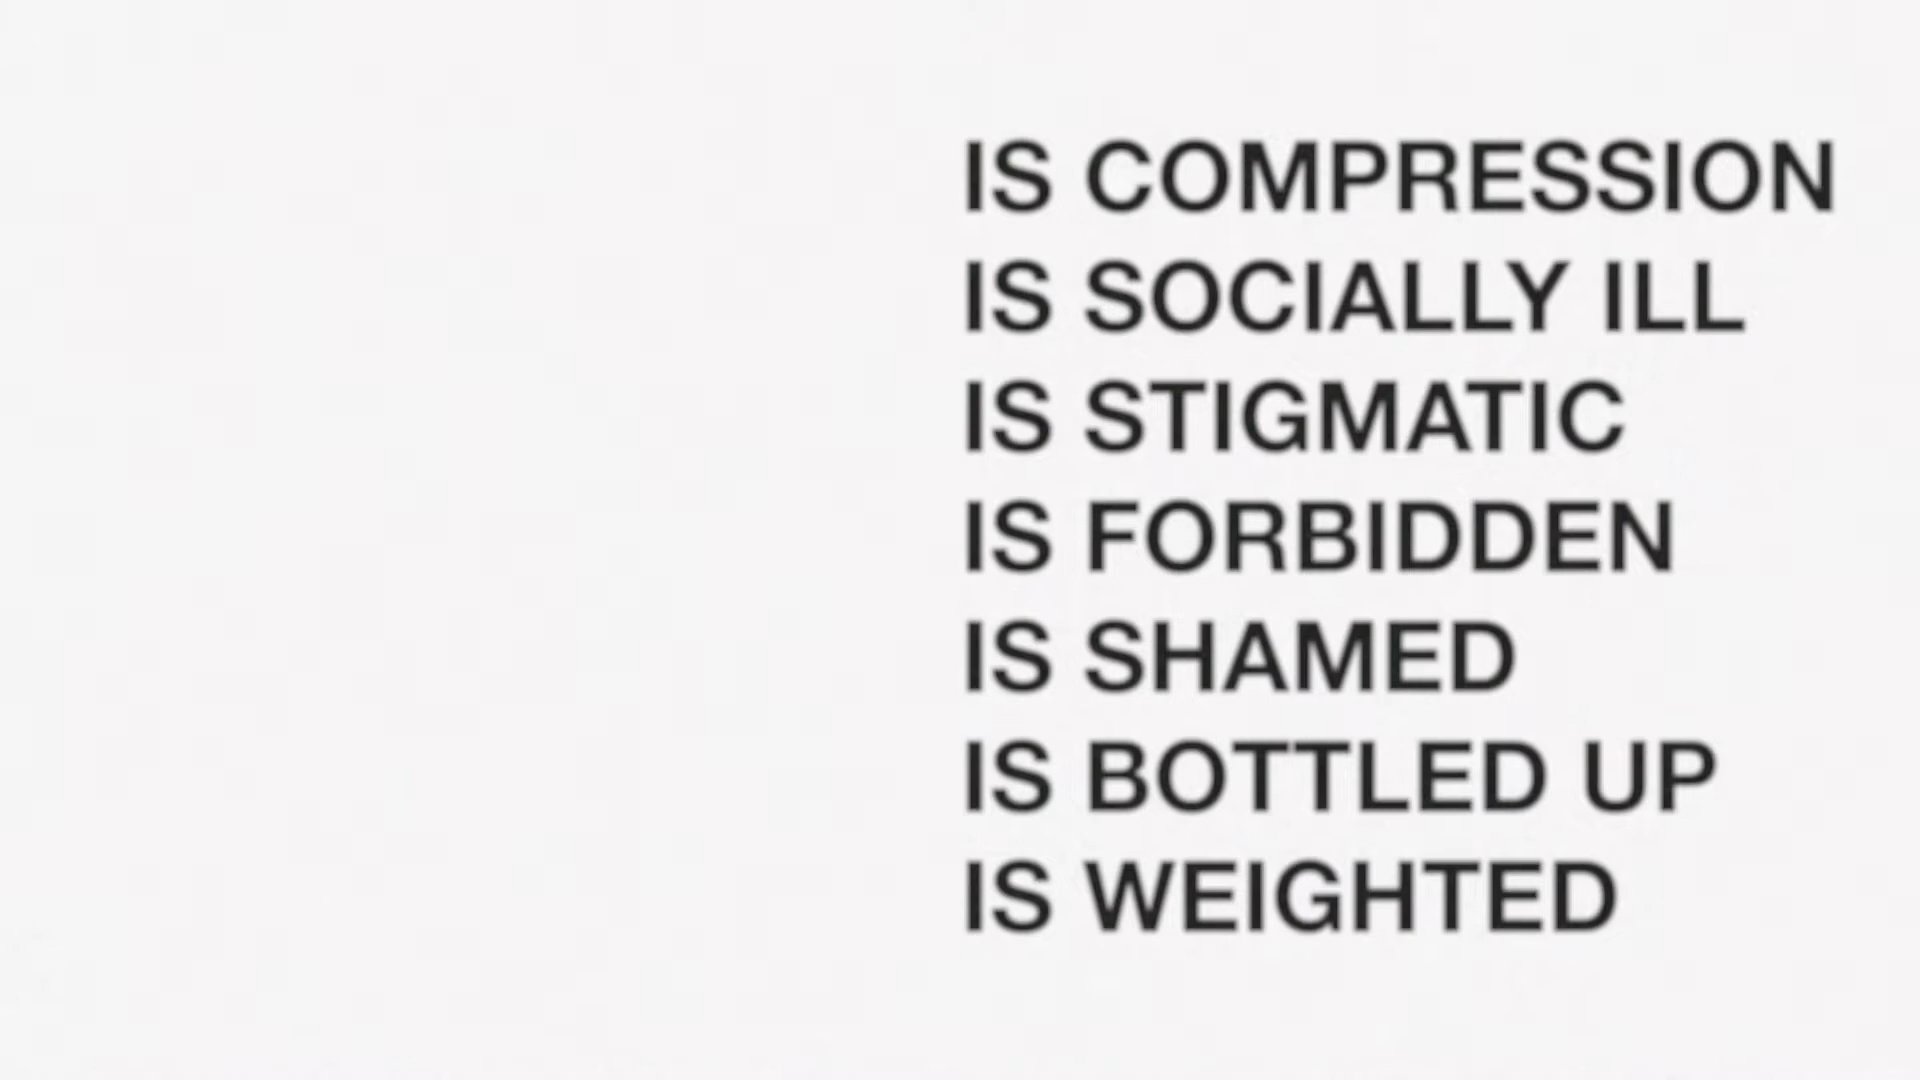 IS COMPRESSION
IS SOCIALLY ILL
IS STIGMATIC
IS FORBIDDEN
IS SHAMED
IS BOTTLED UP
IS WEIGHTED